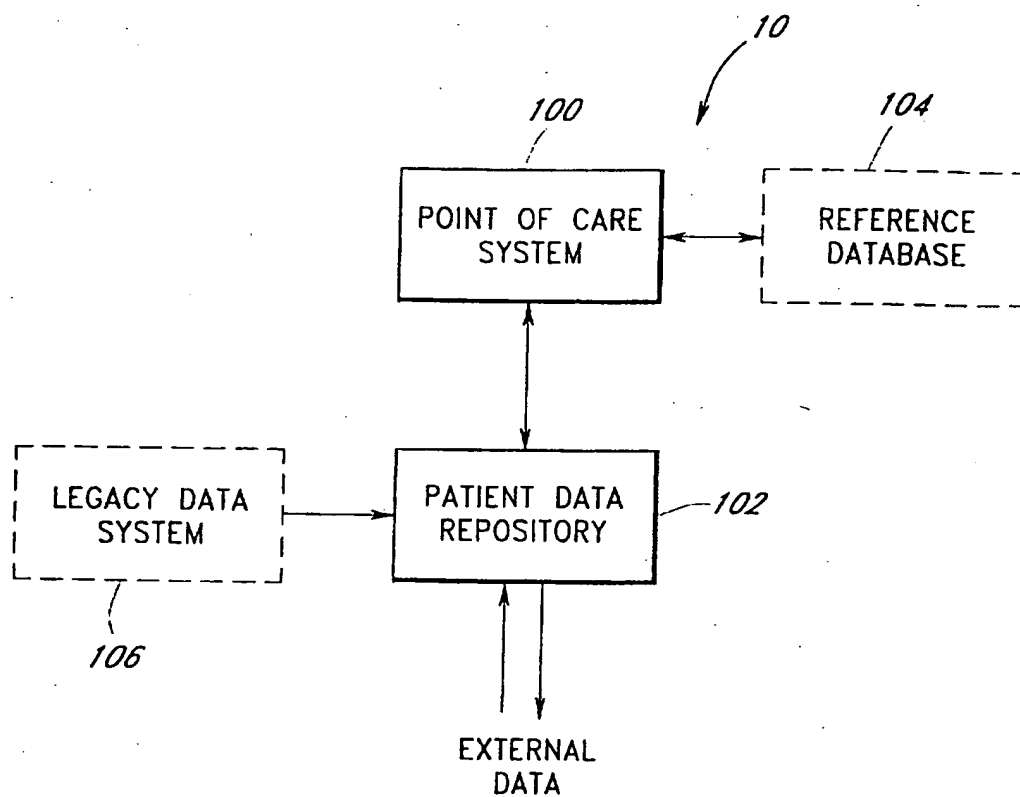 10
100
104
POINT OF CARE
SYSTEM
REFERENCE
DATABASE
LEGACY DATA
SYSTEM
PATIENT DATA
REPOSITORY
102
106
EXTERNAL
DATA